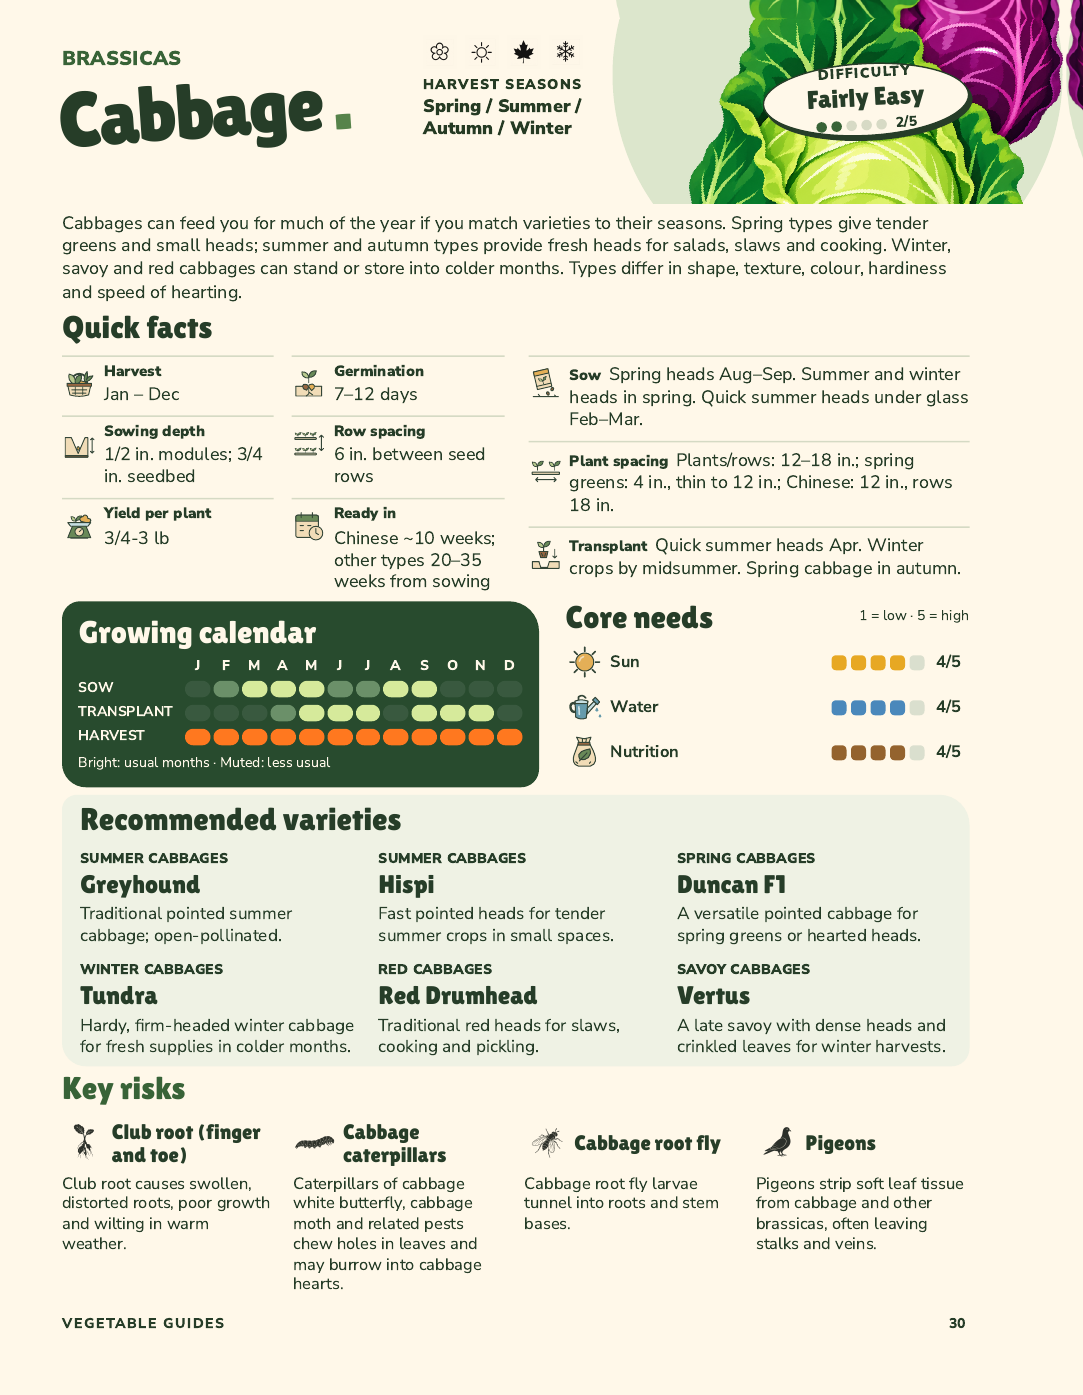 BRASSICAS
Cabbage.
HARVEST SEASONS
Spring / Summer /
Autumn / Winter
DIFFICULTY
Fairly Easy
2/5
Cabbages can feed you for much of the year if you match varieties to their seasons. Spring types give tender
greens and small heads; summer and autumn types provide fresh heads for salads, slaws and cooking. Winter,
savoy and red cabbages can stand or store into colder months. Types differ in shape, texture, colour, hardiness
and speed of hearting.
Quick facts
Harvest
Jan – Dec
Germination
7–12 days
Sow Spring heads Aug–Sep. Summer and winter
heads in spring. Quick summer heads under glass
Feb–Mar.
Sowing depth
1/2 in. modules; 3/4
in. seedbed
Row spacing
6 in. between seed
rows
Plant spacing Plants/rows: 12–18 in.; spring
greens: 4 in., thin to 12 in.; Chinese: 12 in., rows
18 in.
Yield per plant
3/4-3 lb
Ready in
Chinese ~10 weeks;
other types 20–35
weeks from sowing
Transplant Quick summer heads Apr. Winter
crops by midsummer. Spring cabbage in autumn.
Growing calendar
J F M A M J J A S O N D
SOW
TRANSPLANT
HARVEST
Bright: usual months · Muted: less usual
Core needs
1 = low · 5 = high
Sun 4/5
Water 4/5
Nutrition 4/5
Recommended varieties
SUMMER CABBAGES
Greyhound
Traditional pointed summer
cabbage; open-pollinated.
SUMMER CABBAGES
Hispi
Fast pointed heads for tender
summer crops in small spaces.
SPRING CABBAGES
Duncan F1
A versatile pointed cabbage for
spring greens or hearted heads.
WINTER CABBAGES
Tundra
Hardy, firm-headed winter cabbage
for fresh supplies in colder months.
RED CABBAGES
Red Drumhead
Traditional red heads for slaws,
cooking and pickling.
SAVOY CABBAGES
Vertus
A late savoy with dense heads and
crinkled leaves for winter harvests.
Key risks
Club root (finger
and toe)
Club root causes swollen,
distorted roots, poor growth
and wilting in warm
weather.
Cabbage
caterpillars
Caterpillars of cabbage
white butterfly, cabbage
moth and related pests
chew holes in leaves and
may burrow into cabbage
hearts.
Cabbage root fly
Cabbage root fly larvae
tunnel into roots and stem
bases.
Pigeons
Pigeons strip soft leaf tissue
from cabbage and other
brassicas, often leaving
stalks and veins.
VEGETABLE GUIDES
30